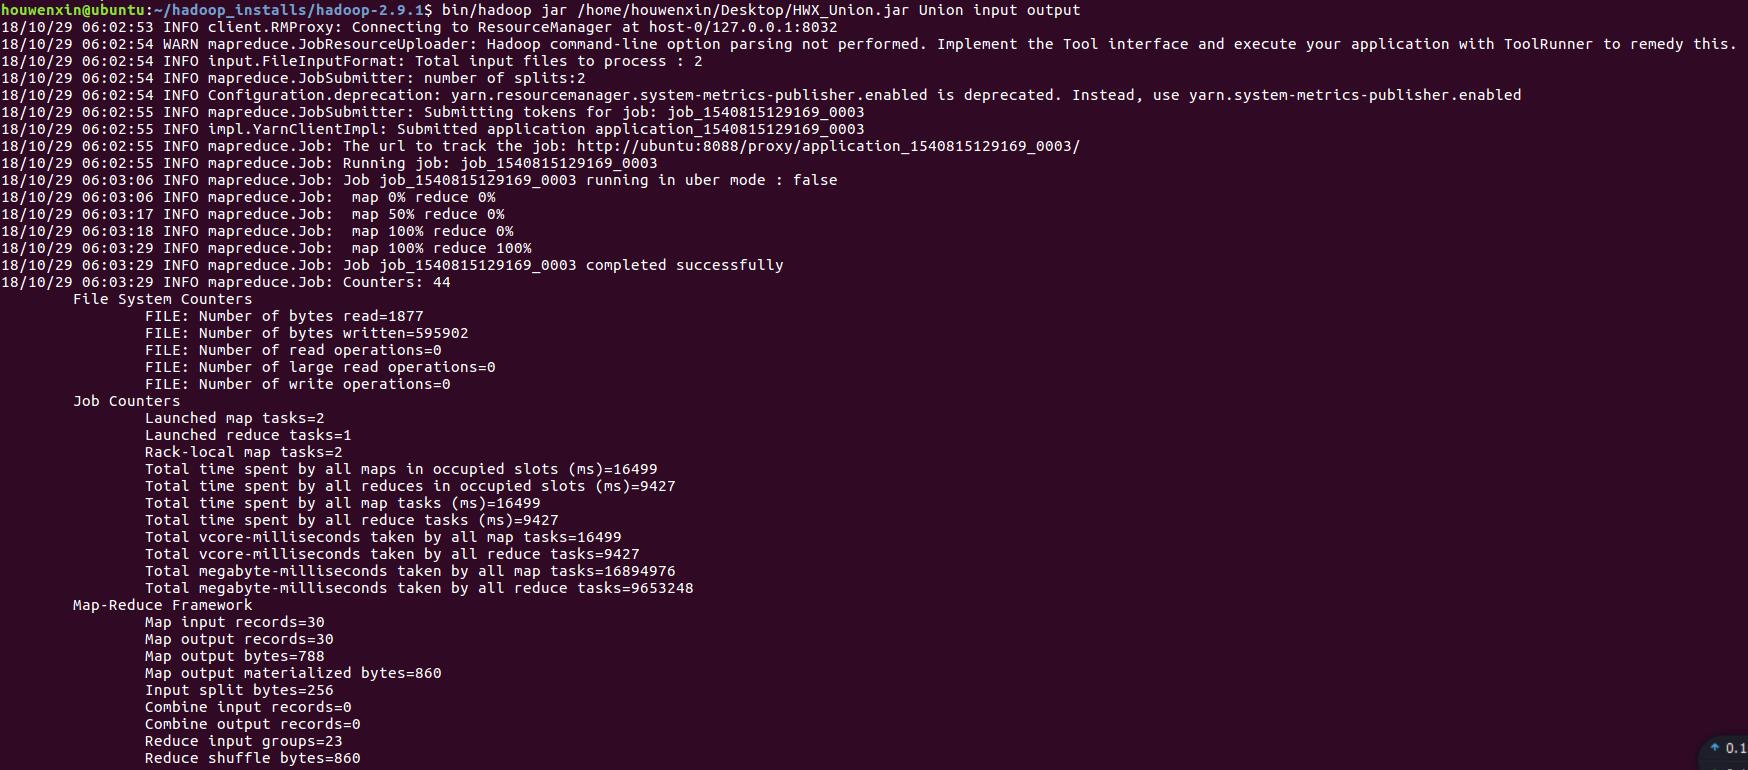 houwenxin@ubuntu:~/hadoop_installs/hadoop-2.9.1$ bin/hadoop jar /home/houwenxin/Desktop/HWX_Union.jar Union input output
18/10/29 06:02:53 INFO client.RMProxy: Connecting to ResourceManager at host-0/127.0.0.1:8032
18/10/29 06:02:54 WARN mapreduce.JobResourceUploader: Hadoop command-line option parsing not performed. Implement the Tool interface and execute your application with ToolRunner to remedy this.
18/10/29 06:02:54 INFO input.FileInputFormat: Total input files to process : 2
18/10/29 06:02:54 INFO mapreduce.JobSubmitter: number of splits:2
18/10/29 06:02:54 INFO Configuration.deprecation: yarn.resourcemanager.system-metrics-publisher.enabled is deprecated. Instead, use yarn.system-metrics-publisher.enabled
18/10/29 06:02:55 INFO mapreduce.JobSubmitter: Submitting tokens for job: job_1540815129169_0003
18/10/29 06:02:55 INFO impl.YarnClientImpl: Submitted application application_1540815129169_0003
18/10/29 06:02:55 INFO mapreduce.Job: The url to track the job: http://ubuntu:8088/proxy/application_1540815129169_0003/
18/10/29 06:02:55 INFO mapreduce.Job: Running job: job_1540815129169_0003
18/10/29 06:03:06 INFO mapreduce.Job: Job job_1540815129169_0003 running in uber mode : false
18/10/29 06:03:06 INFO mapreduce.Job:  map 0% reduce 0%
18/10/29 06:03:17 INFO mapreduce.Job:  map 50% reduce 0%
18/10/29 06:03:18 INFO mapreduce.Job:  map 100% reduce 0%
18/10/29 06:03:29 INFO mapreduce.Job:  map 100% reduce 100%
18/10/29 06:03:29 INFO mapreduce.Job: Job job_1540815129169_0003 completed successfully
18/10/29 06:03:29 INFO mapreduce.Job: Counters: 44
File System Counters
FILE: Number of bytes read=1877
FILE: Number of bytes written=595902
FILE: Number of read operations=0
FILE: Number of large read operations=0
FILE: Number of write operations=0
Job Counters
Launched map tasks=2
Launched reduce tasks=1
Rack-local map tasks=2
Total time spent by all maps in occupied slots (ms)=16499
Total time spent by all reduces in occupied slots (ms)=9427
Total time spent by all map tasks (ms)=16499
Total time spent by all reduce tasks (ms)=9427
Total vcore-milliseconds taken by all map tasks=16499
Total vcore-milliseconds taken by all reduce tasks=9427
Total megabyte-milliseconds taken by all map tasks=16894976
Total megabyte-milliseconds taken by all reduce tasks=9653248
Map-Reduce Framework
Map input records=30
Map output records=30
Map output bytes=788
Map output materialized bytes=860
Input split bytes=256
Combine input records=0
Combine output records=0
Reduce input groups=23
Reduce shuffle bytes=860
0.1